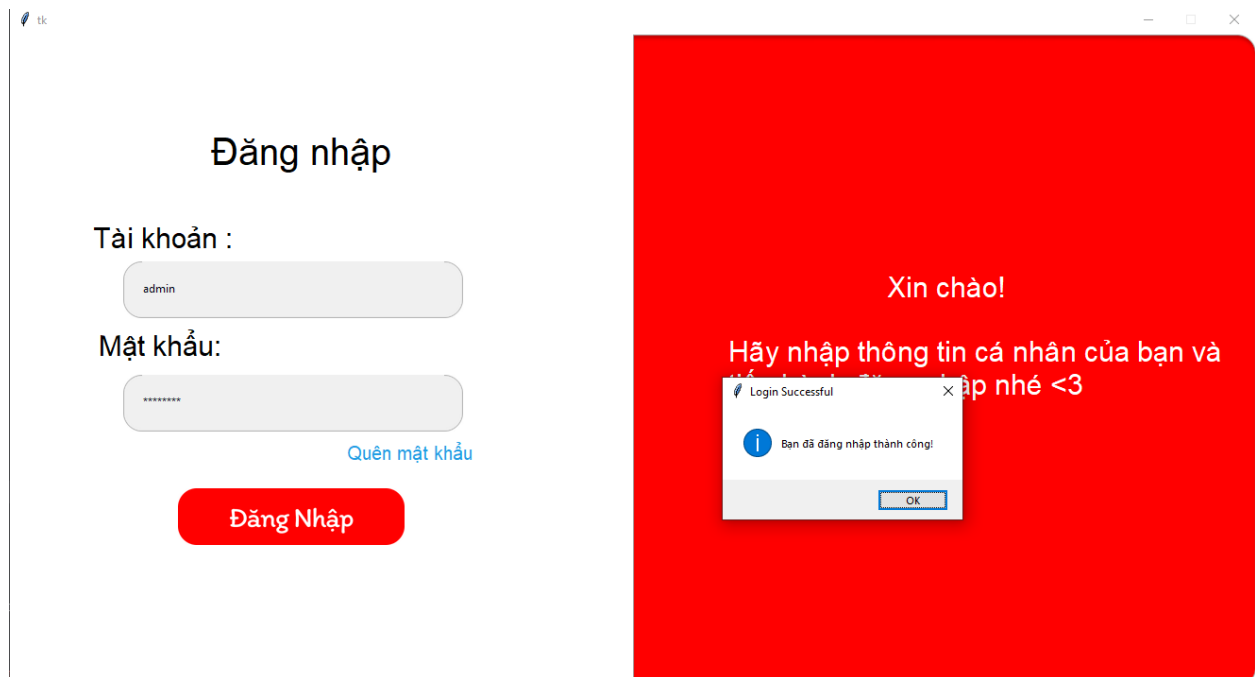 tk
Đăng nhập
Tài khoản :
admin
Mật khẩu:
********
Quên mật khẩu
Đăng Nhập
Xin chào!
Hãy nhập thông tin cá nhân của bạn và
nhé <3
Login Successful
Bạn đã đăng nhập thành công!
OK